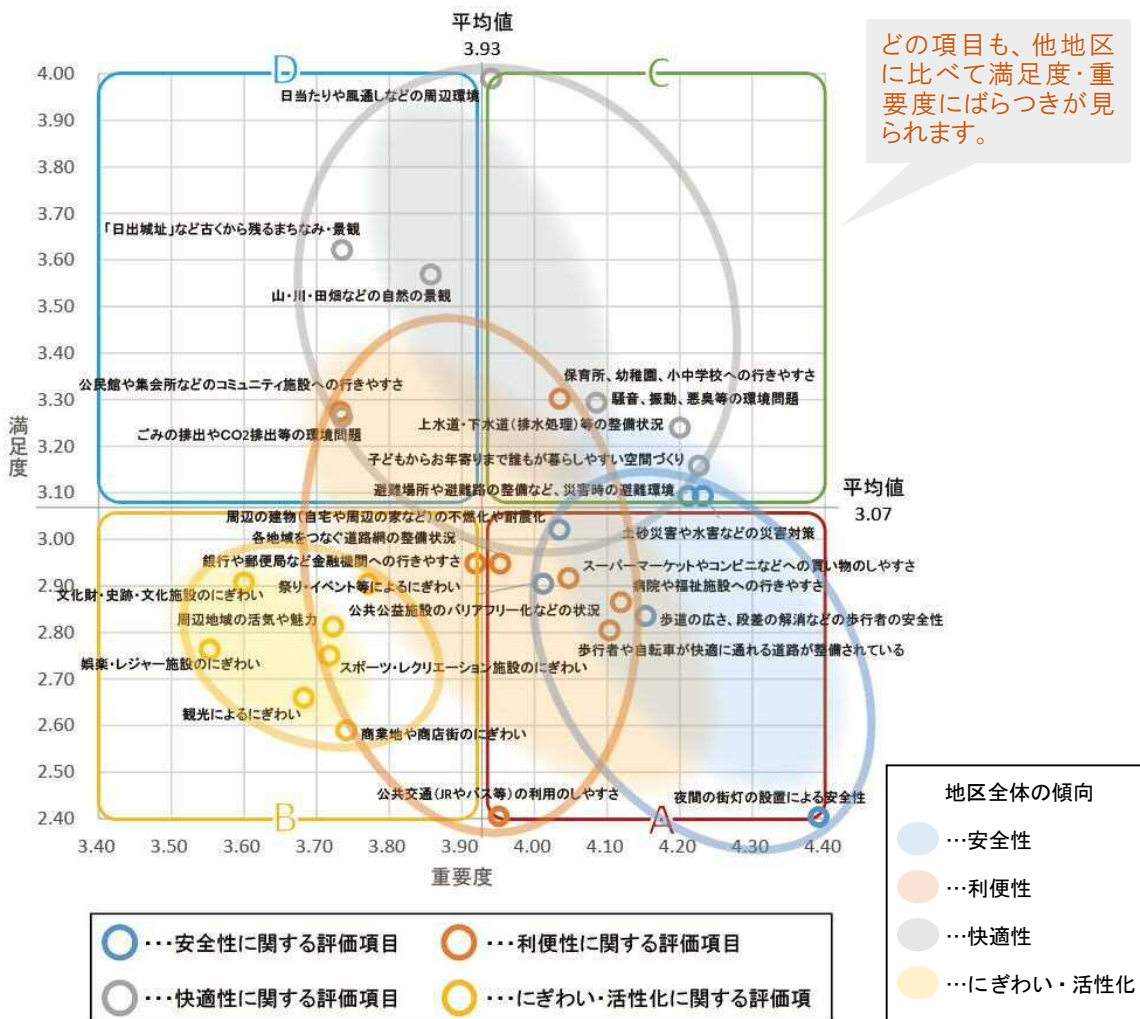 平均値
3.93
どの項目も、他地区
に比べて満足度・重
要度にばらつきが見
られます。
4.00
D
C
日当たりや風通しなどの周辺環境
3.90
3.80
3.70
「日出城址」など古くから残るまちなみ・景観
3.60
山・川・田畑などの自然の景観
3.50
3.40
公民館や集会所などのコミュニティ施設への行きやすさ
保育所、幼稚園、小中学校への行きやすさ
3.30
騒音、振動、悪臭等の環境問題
上水道・下水道(排水処理)等の整備状況
ごみの排出やCO2排出等の環境問題
満足度
3.20
子どもからお年寄りまで誰もが暮らしやすい空間づくり
3.10
避難場所や避難路の整備など、災害時の避難環境
平均値
3.07
周辺の建物(自宅や周辺の家など)の不燃化や耐震化
3.00
各地域をつなぐ道路網の整備状況
土砂災害や水害などの災害対策
銀行や郵便局など金融機関への行きやすさ
スーパーマーケットやコンビニなどへの買い物のしやすさ
2.90
文化財・史跡・文化施設のにぎわい
祭り・イベント等によるにぎわい
病院や福祉施設への行きやすさ
周辺地域の活気や魅力
公共公益施設のバリアフリー化などの状況
歩道の広さ、段差の解消などの歩行者の安全性
2.80
娯楽・レジャー施設のにぎわい
スポーツ・レクリエーション施設のにぎわい
歩行者や自転車が快適に通れる道路が整備されている
2.70
観光によるにぎわい
2.60
商業地や商店街のにぎわい
2.50
公共交通(JRやバス等)の利用のしやすさ
夜間の街灯の設置による安全性
2.40
B
A
3.40
3.50
3.60
3.70
3.80
3.90
4.00
4.10
4.20
4.30
4.40
重要度
地区全体の傾向
…安全性
…利便性
…快適性
…にぎわい・活性化
…安全性に関する評価項目
…利便性に関する評価項目
…快適性に関する評価項目
…にぎわい・活性化に関する評価項